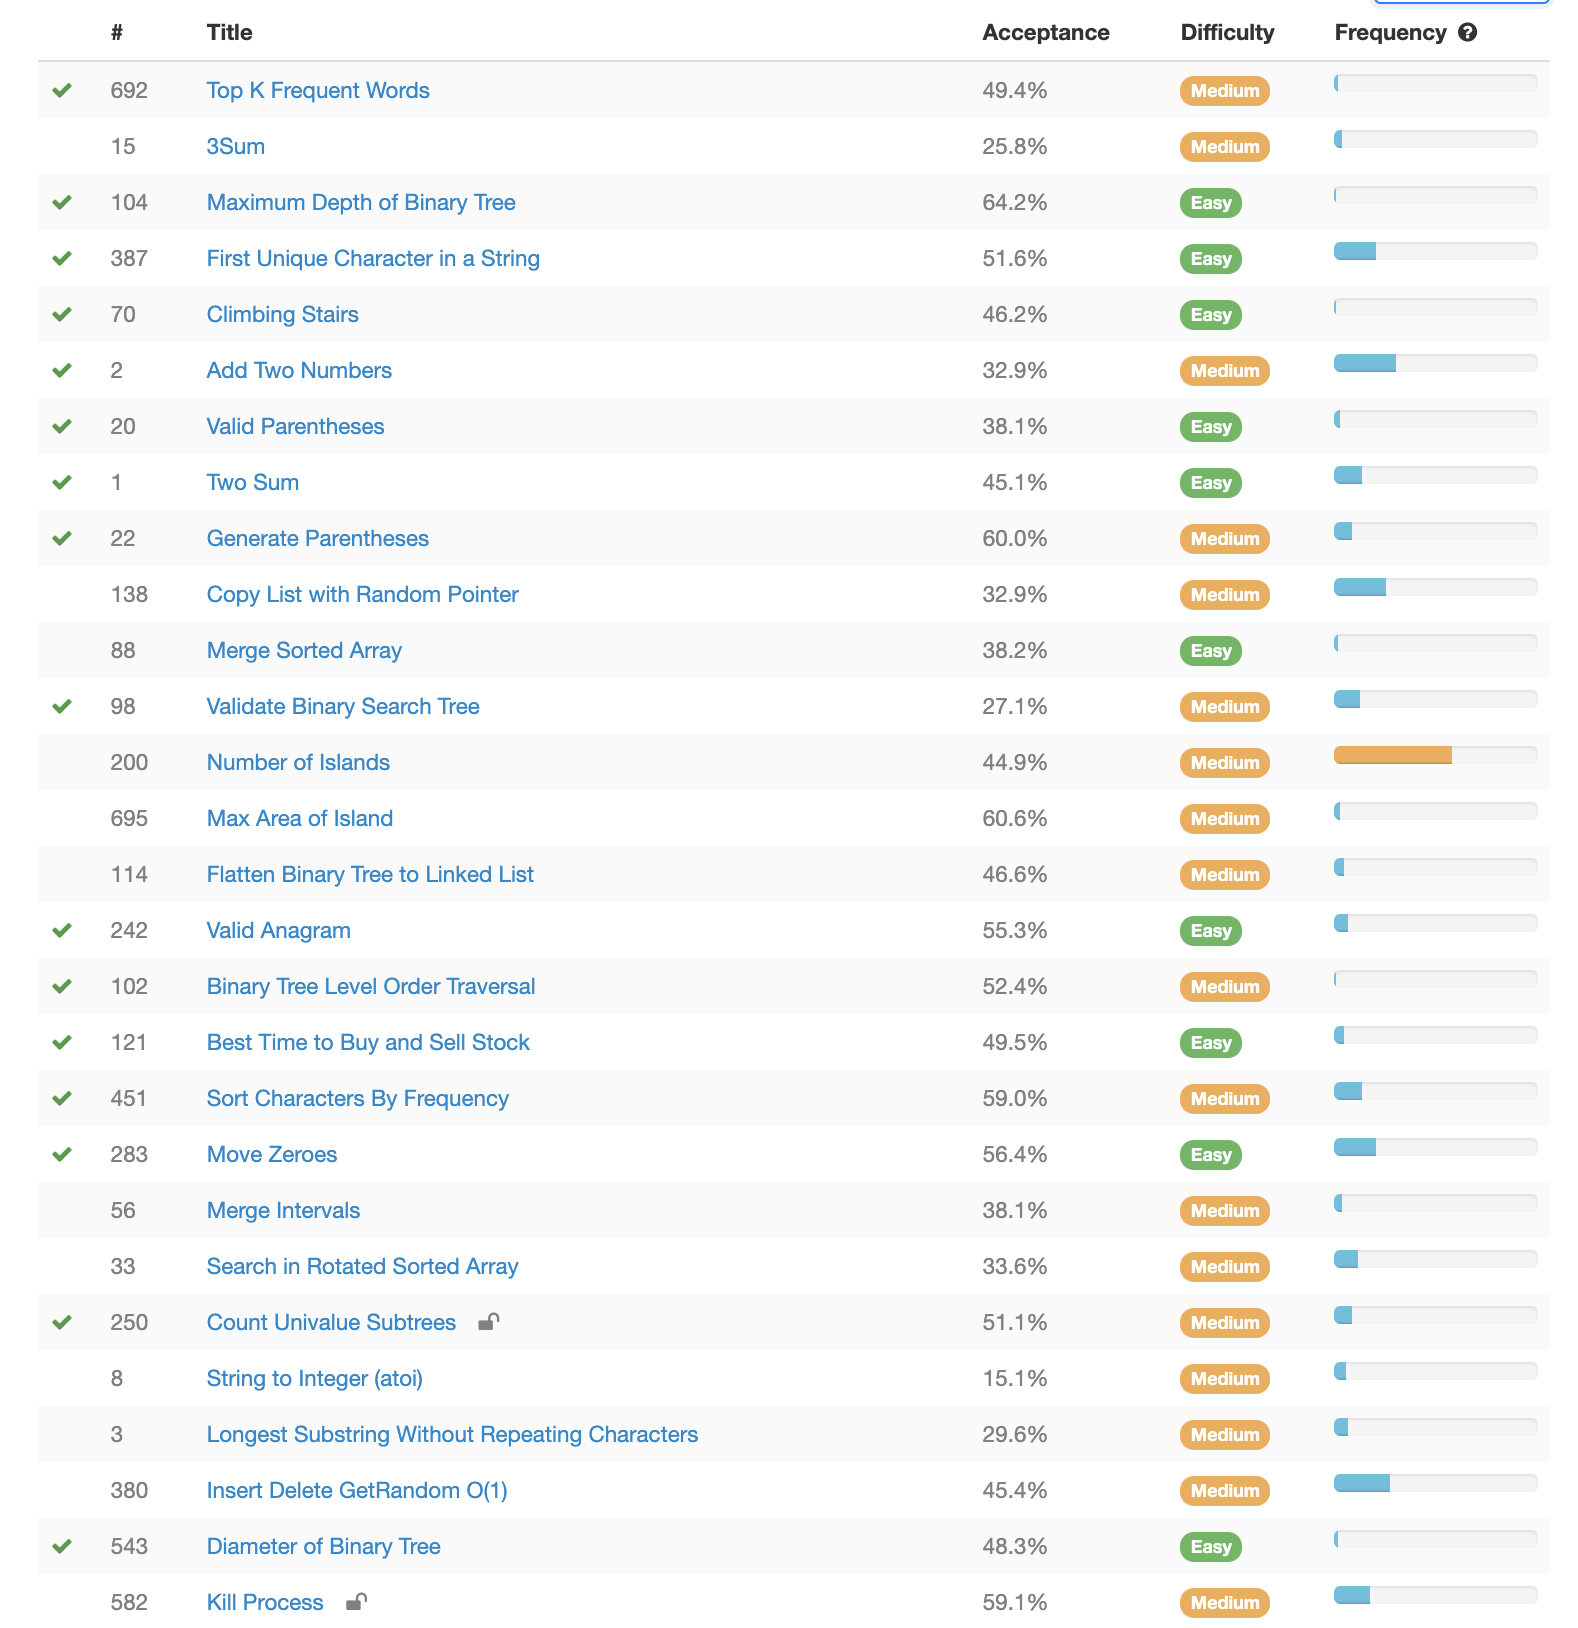 # Title Acceptance Difficulty Frequency ?
692 Top K Frequent Words 49.4% Medium
15 3Sum 25.8% Medium
104 Maximum Depth of Binary Tree 64.2% Easy
387 First Unique Character in a String 51.6% Easy
70 Climbing Stairs 46.2% Easy
2 Add Two Numbers 32.9% Medium
20 Valid Parentheses 38.1% Easy
1 Two Sum 45.1% Easy
22 Generate Parentheses 60.0% Medium
138 Copy List with Random Pointer 32.9% Medium
88 Merge Sorted Array 38.2% Easy
98 Validate Binary Search Tree 27.1% Medium
200 Number of Islands 44.9% Medium
695 Max Area of Island 60.6% Medium
114 Flatten Binary Tree to Linked List 46.6% Medium
242 Valid Anagram 55.3% Easy
102 Binary Tree Level Order Traversal 52.4% Medium
121 Best Time to Buy and Sell Stock 49.5% Easy
451 Sort Characters By Frequency 59.0% Medium
283 Move Zeroes 56.4% Easy
56 Merge Intervals 38.1% Medium
33 Search in Rotated Sorted Array 33.6% Medium
250 Count Univalue Subtrees 51.1% Medium
8 String to Integer (atoi) 15.1% Medium
3 Longest Substring Without Repeating Characters 29.6% Medium
380 Insert Delete GetRandom O(1) 45.4% Medium
543 Diameter of Binary Tree 48.3% Easy
582 Kill Process 59.1% Medium